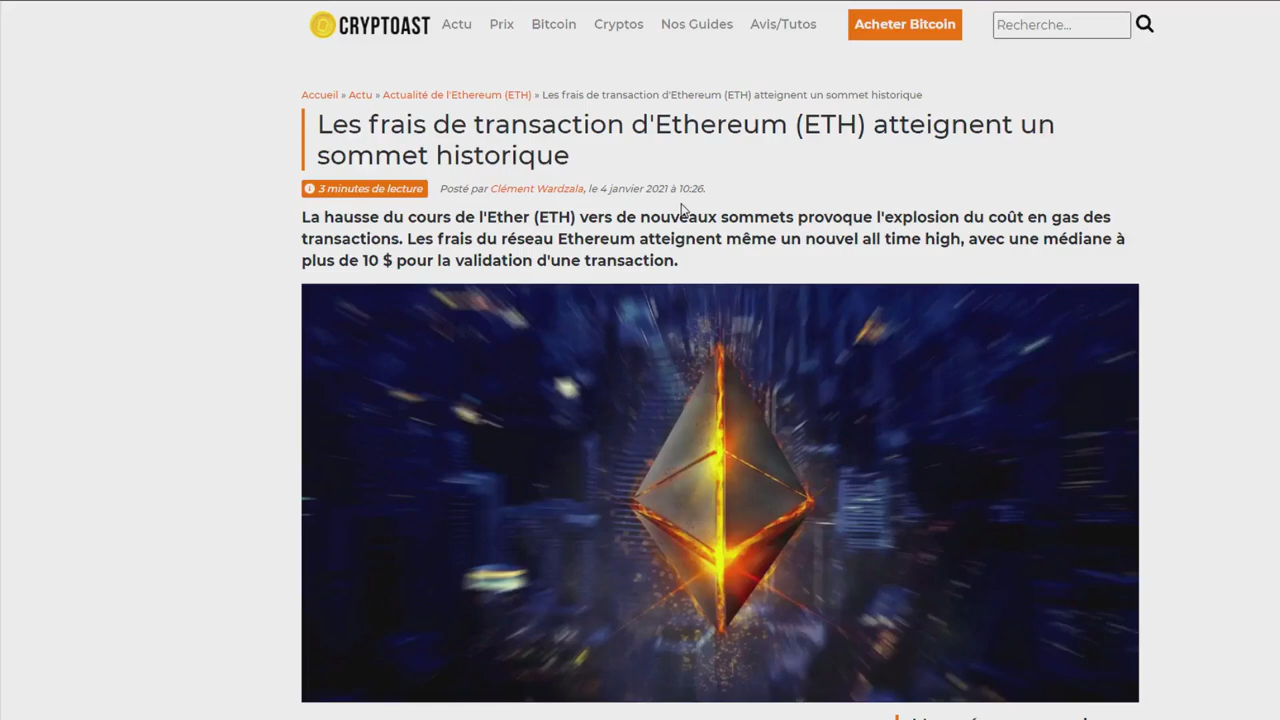 CRYPTOAST Actu Prix Bitcoin Cryptos Nos Guides Avis/Tutos Acheter Bitcoin Recherche...
Accueil » Actu » Actualité de l'Ethereum (ETH) » Les frais de transaction d'Ethereum (ETH) atteignent un sommet historique
Les frais de transaction d'Ethereum (ETH) atteignent un
sommet historique
3 minutes de lecture Posté par Clément Wardzala, le 4 janvier 2021 à 10:26.
La hausse du cours de l'Ether (ETH) vers de nouveaux sommets provoque l'explosion du coût en gas des
transactions. Les frais du réseau Ethereum atteignent même un nouvel all time high, avec une médiane à
plus de 10 $ pour la validation d'une transaction.